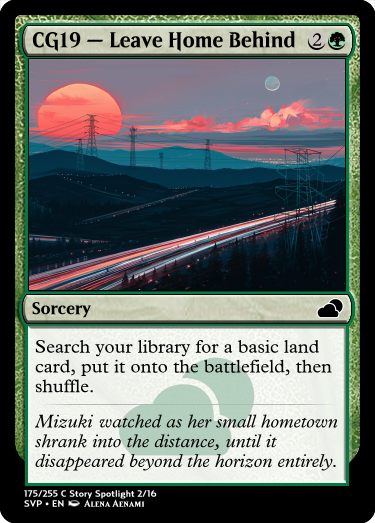 CG19 — Leave Home Behind 2
Sorcery
Search your library for a basic land
card, put it onto the battlefield, then
shuffle.
Mizuki watched as her small hometown
shrank into the distance, until it
disappeared beyond the horizon entirely.
175/255 C Story Spotlight 2/16
SVP • EN Alena Aenami